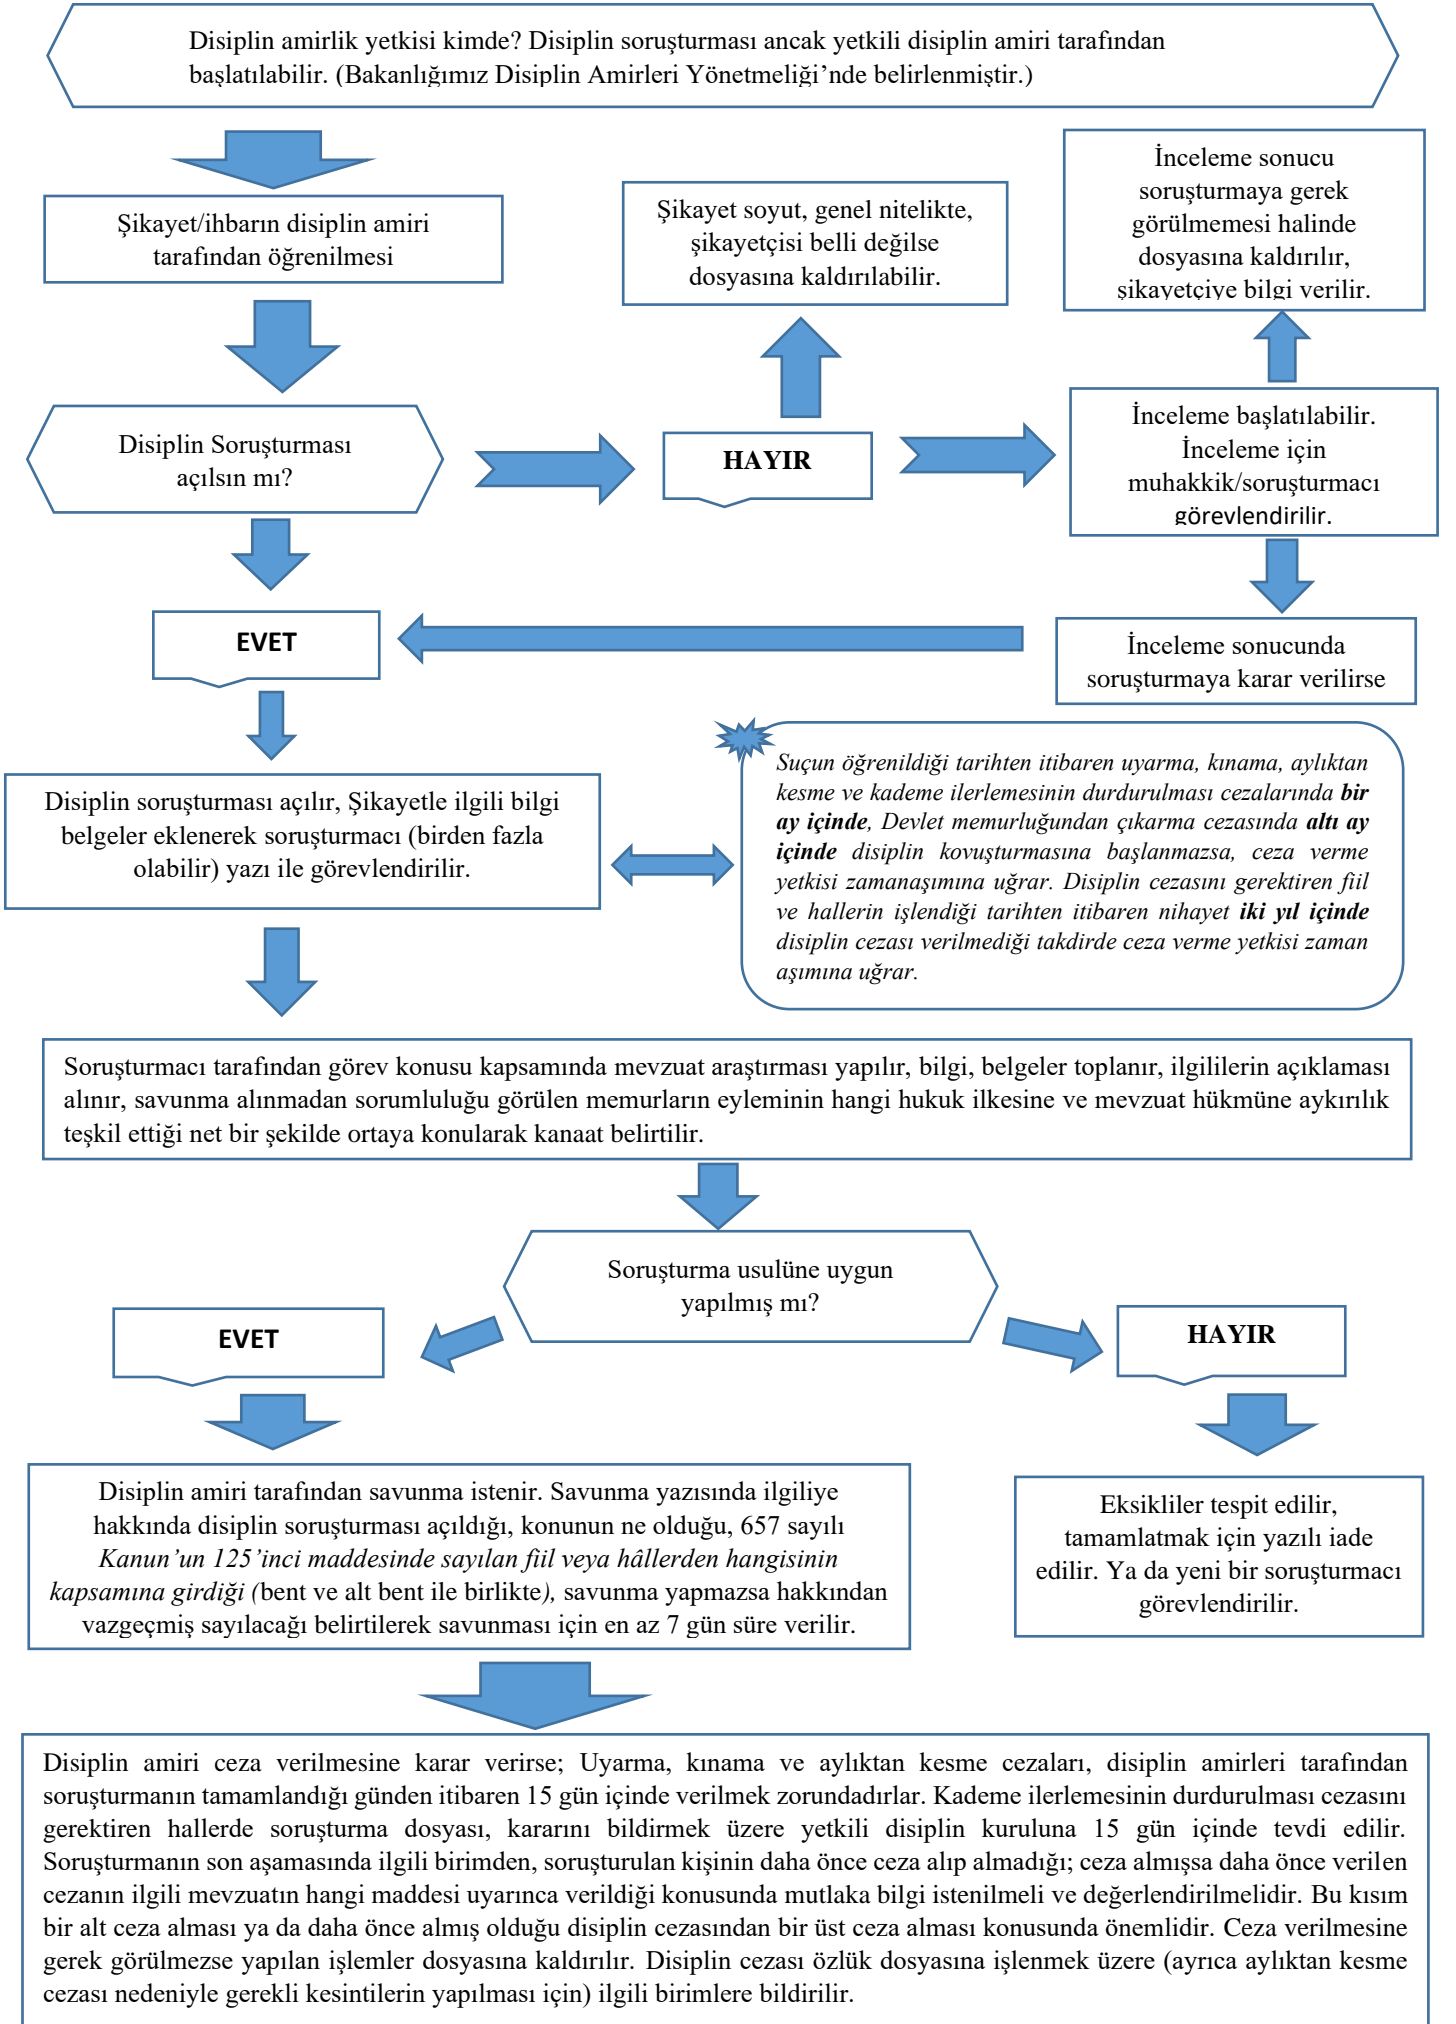 Disiplin amirlik yetkisi kimde? Disiplin soruşturması ancak yetkili disiplin amiri tarafından
başlatılabilir. (Bakanlığımız Disiplin Amirleri Yönetmeliği’nde belirlenmiştir.)
Şikayet/ihbarın disiplin amiri
tarafından öğrenilmesi
Şikayet soyut, genel nitelikte,
şikayetçisi belli değilse
dosyasına kaldırılabilir.
İnceleme sonucu
soruşturmaya gerek
görülmemesi halinde
dosyasına kaldırılır,
şikayetçiye bilgi verilir.
Disiplin Soruşturması
açılsın mı?
HAYIR
İnceleme başlatılabilir.
İnceleme için
muhakkik/soruşturmacı
görevlendirilir.
EVET
İnceleme sonucunda
soruşturmaya karar verilirse
Disiplin soruşturması açılır, Şikayetle ilgili bilgi
belgeler eklenerek soruşturmacı (birden fazla
olabilir) yazı ile görevlendirilir.
Suçun öğrenildiği tarihten itibaren uyarma, kınama, aylıktan
kesme ve kademe ilerlemesinin durdurulması cezalarında bir
ay içinde, Devlet memurluğundan çıkarma cezasında altı ay
içinde disiplin kovuşturmasına başlanmazsa, ceza verme
yetkisi zamanaşımına uğrar. Disiplin cezasını gerektiren fiil
ve hallerin işlendiği tarihten itibaren nihayet iki yıl içinde
disiplin cezası verilmediği takdirde ceza verme yetkisi zaman
aşımına uğrar.
Soruşturmacı tarafından görev konusu kapsamında mevzuat araştırması yapılır, bilgi, belgeler toplanır, ilgililerin açıklaması
alınır, savunma alınmadan sorumluluğu görülen memurların eyleminin hangi hukuk ilkesine ve mevzuat hükmüne aykırılık
teşkil ettiği net bir şekilde ortaya konularak kanaat belirtilir.
Soruşturma usulüne uygun
yapılmış mı?
EVET
HAYIR
Disiplin amiri tarafından savunma istenir. Savunma yazısında ilgiliye
hakkında disiplin soruşturması açıldığı, konunun ne olduğu, 657 sayılı
Kanun’un 125’inci maddesinde sayılan fiil veya hâllerden hangisinin
kapsamına girdiği (bent ve alt bent ile birlikte), savunma yapmazsa hakkından
vazgeçmiş sayılacağı belirtilerek savunması için en az 7 gün süre verilir.
Eksikliler tespit edilir,
tamamlatmak için yazılı iade
edilir. Ya da yeni bir soruşturmacı
görevlendirilir.
Disiplin amiri ceza verilmesine karar verirse; Uyarma, kınama ve aylıktan kesme cezaları, disiplin amirleri tarafından
soruşturmanın tamamlandığı günden itibaren 15 gün içinde verilmek zorundadırlar. Kademe ilerlemesinin durdurulması cezasını
gerektiren hallerde soruşturma dosyası, kararını bildirmek üzere yetkili disiplin kuruluna 15 gün içinde tevdi edilir.
Soruşturmanın son aşamasında ilgili birimden, soruşturulan kişinin daha önce ceza alıp almadığı; ceza almışsa daha önce verilen
cezanın ilgili mevzuatın hangi maddesi uyarınca verildiği konusunda mutlaka bilgi istenilmeli ve değerlendirilmelidir. Bu kısım
bir alt ceza alması ya da daha önce almış olduğu disiplin cezasından bir üst ceza alması konusunda önemlidir. Ceza verilmesine
gerek görülmezse yapılan işlemler dosyasına kaldırılır. Disiplin cezası özlük dosyasına işlenmek üzere (ayrıca aylıktan kesme
cezası nedeniyle gerekli kesintilerin yapılması için) ilgili birimlere bildirilir.